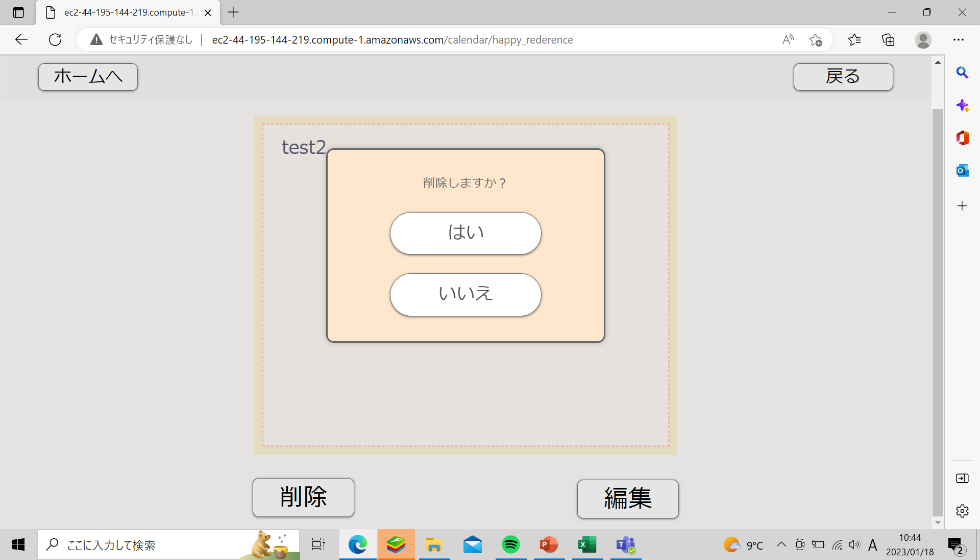 ec2-44-195-144-219.compute-1.
セキュリティ保護なし
ec2-44-195-144-219.compute-1.amazonaws.com/calendar/happy_rederence
ホームへ
戻る
test2
削除しますか？
はい
いいえ
削除
編集
ここに入力して検索
9°C
A
10:44
2023/01/18
2